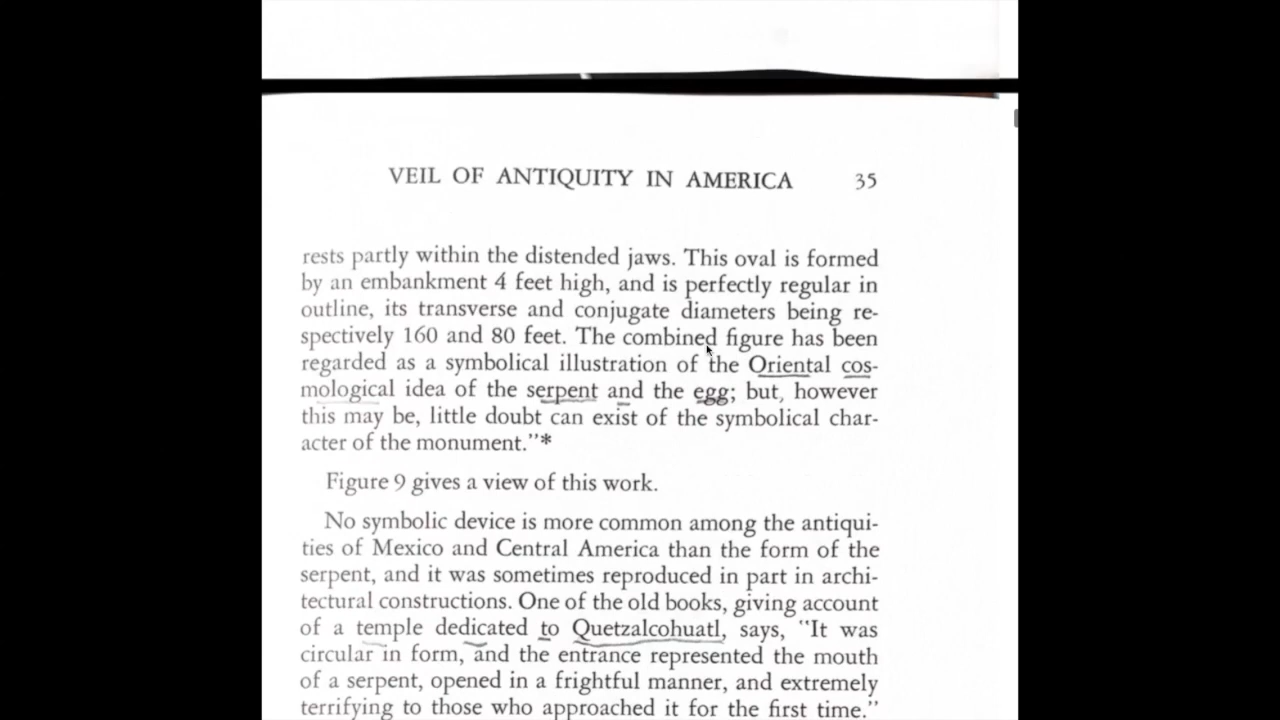 VEIL OF ANTIQUITY IN AMERICA 35
rests partly within the distended jaws. This oval is formed
by an embankment 4 feet high, and is perfectly regular in
outline, its transverse and conjugate diameters being re-
spectively 160 and 80 feet. The combined figure has been
regarded as a symbolical illustration of the Oriental cos-
mological idea of the serpent and the egg; but, however
this may be, little doubt can exist of the symbolical char-
acter of the monument."*
Figure 9 gives a view of this work.
No symbolic device is more common among the antiqui-
ties of Mexico and Central America than the form of the
serpent, and it was sometimes reproduced in part in archi-
tectural constructions. One of the old books, giving account
of a temple dedicated to Quetzalcohuatl, says, "It was
circular in form, and the entrance represented the mouth
of a serpent, opened in a frightful manner, and extremely
terrifying to those who approached it for the first time."